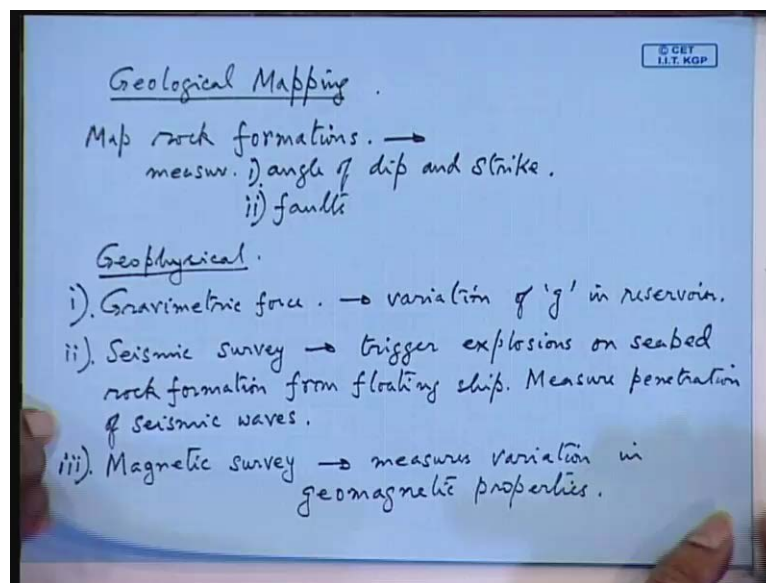 © CET
I.I.T. KGP
Geological Mapping.
Map rock formations. →
measur. i). angle of dip and strike.
ii) faults
Geophysical.
i). Gravimetric force. → variation of 'g' in reservoir.
ii). Seismic survey → trigger explosions on seabed
rock formation from floating ship. Measure penetration
of seismic waves.
iii). Magnetic survey → measures variation in
geomagnetic properties.